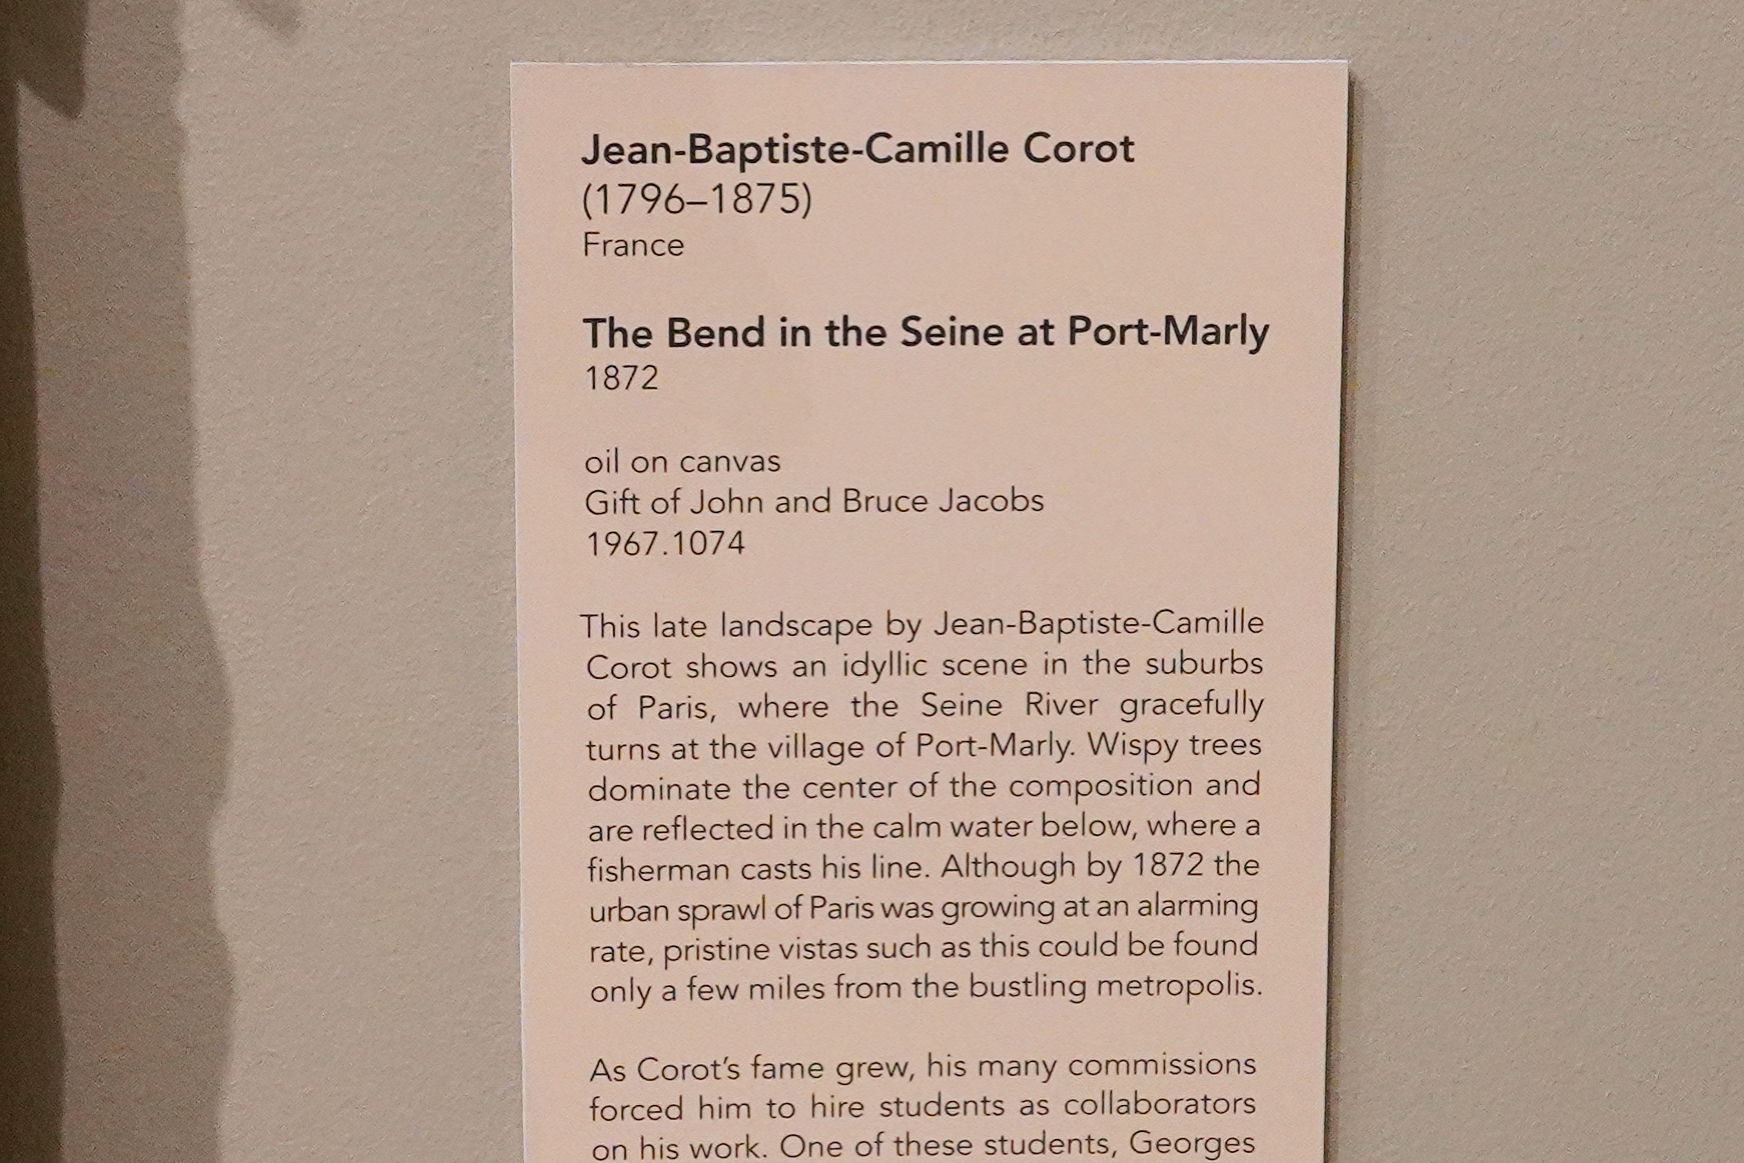 Jean-Baptiste-Camille Corot
(1796–1875)
France
The Bend in the Seine at Port-Marly
1872
oil on canvas
Gift of John and Bruce Jacobs
1967.1074
This late landscape by Jean-Baptiste-Camille
Corot shows an idyllic scene in the suburbs
of Paris, where the Seine River gracefully
turns at the village of Port-Marly. Wispy trees
dominate the center of the composition and
are reflected in the calm water below, where a
fisherman casts his line. Although by 1872 the
urban sprawl of Paris was growing at an alarming
rate, pristine vistas such as this could be found
only a few miles from the bustling metropolis.
As Corot’s fame grew, his many commissions
forced him to hire students as collaborators
on his work. One of these students, Georges